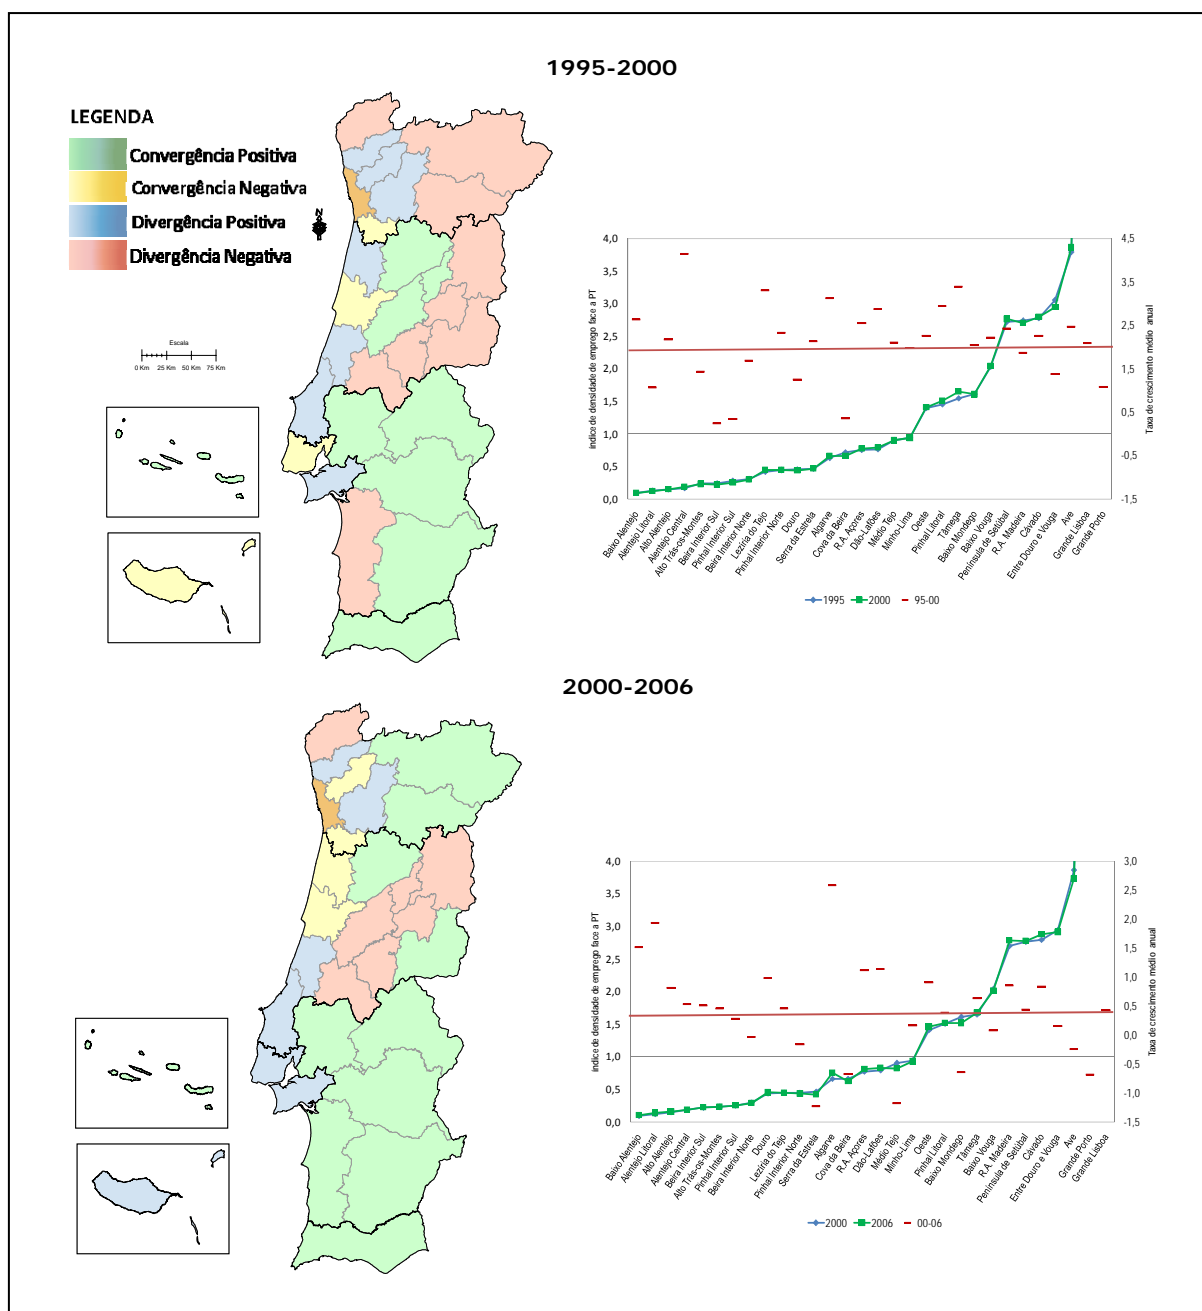 1995-2000
LEGENDA
Convergência Positiva
Convergência Negativa
Divergência Positiva
Divergência Negativa
N
Escala
0 Km 25 Km 50 Km 75 Km
índice de densidade de emprego face a PT
4,0
3,5
3,0
2,5
2,0
1,5
1,0
0,5
0,0
4,5
3,5
2,5
1,5
0,5
-0,5
-1,5
Taxa de crescimento médio anual
Baixo Alentejo
Alentejo Litoral
Alto Alentejo
Alentejo Central
Alto Trás-os-Montes
Beira Interior Sul
Pinhal Interior Sul
Beira Interior Norte
Lezíria do Tejo
Pinhal Interior Norte
Douro
Serra da Estrela
Algarve
Cova da Beira
R.A. Açores
Dão-Lafões
Médio Tejo
Minho-Lima
Oeste
Pinhal Litoral
Tâmega
Baixo Mondego
Baixo Vouga
Península de Setúbal
R.A. Madeira
Cávado
Entre Douro e Vouga
Ave
Grande Lisboa
Grande Porto
1995 2000 95-00
2000-2006
índice de densidade de emprego face a PT
4,0
3,5
3,0
2,5
2,0
1,5
1,0
0,5
0,0
3,0
2,5
2,0
1,5
1,0
0,5
0,0
-0,5
-1,0
-1,5
Taxa de crescimento médio anual
Baixo Alentejo
Alentejo Litoral
Alto Alentejo
Alentejo Central
Beira Interior Sul
Alto Trás-os-Montes
Pinhal Interior Sul
Beira Interior Norte
Douro
Lezíria do Tejo
Pinhal Interior Norte
Serra da Estrela
Algarve
Cova da Beira
R.A. Açores
Dão-Lafões
Médio Tejo
Minho-Lima
Oeste
Pinhal Litoral
Baixo Mondego
Tâmega
Baixo Vouga
R.A. Madeira
Península de Setúbal
Cávado
Entre Douro e Vouga
Ave
Grande Porto
Grande Lisboa
2000 2006 00-06